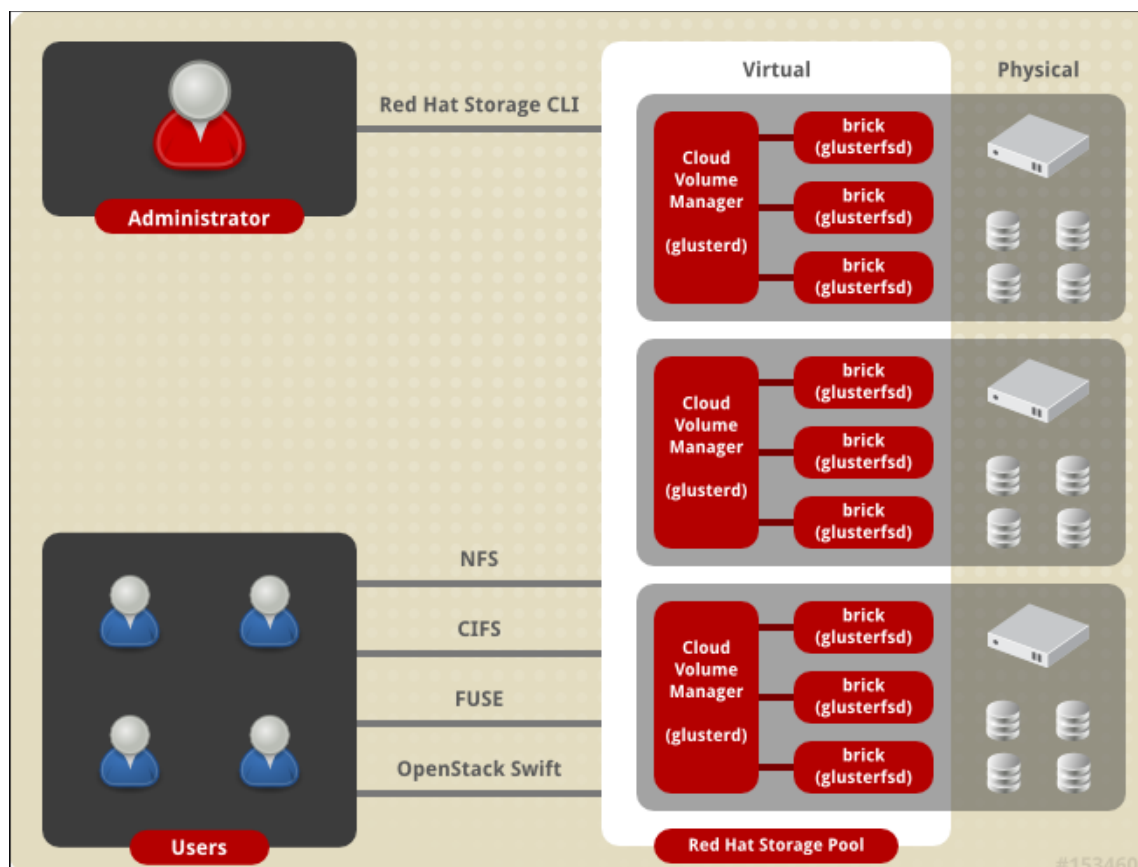 Virtual
Physical
Red Hat Storage CLI
Administrator
Cloud
Volume
Manager
(glusterd)
brick
(glusterfsd)
brick
(glusterfsd)
brick
(glusterfsd)
Cloud
Volume
Manager
(glusterd)
brick
(glusterfsd)
brick
(glusterfsd)
brick
(glusterfsd)
NFS
CIFS
FUSE
OpenStack Swift
Users
Cloud
Volume
Manager
(glusterd)
brick
(glusterfsd)
brick
(glusterfsd)
brick
(glusterfsd)
Red Hat Storage Pool